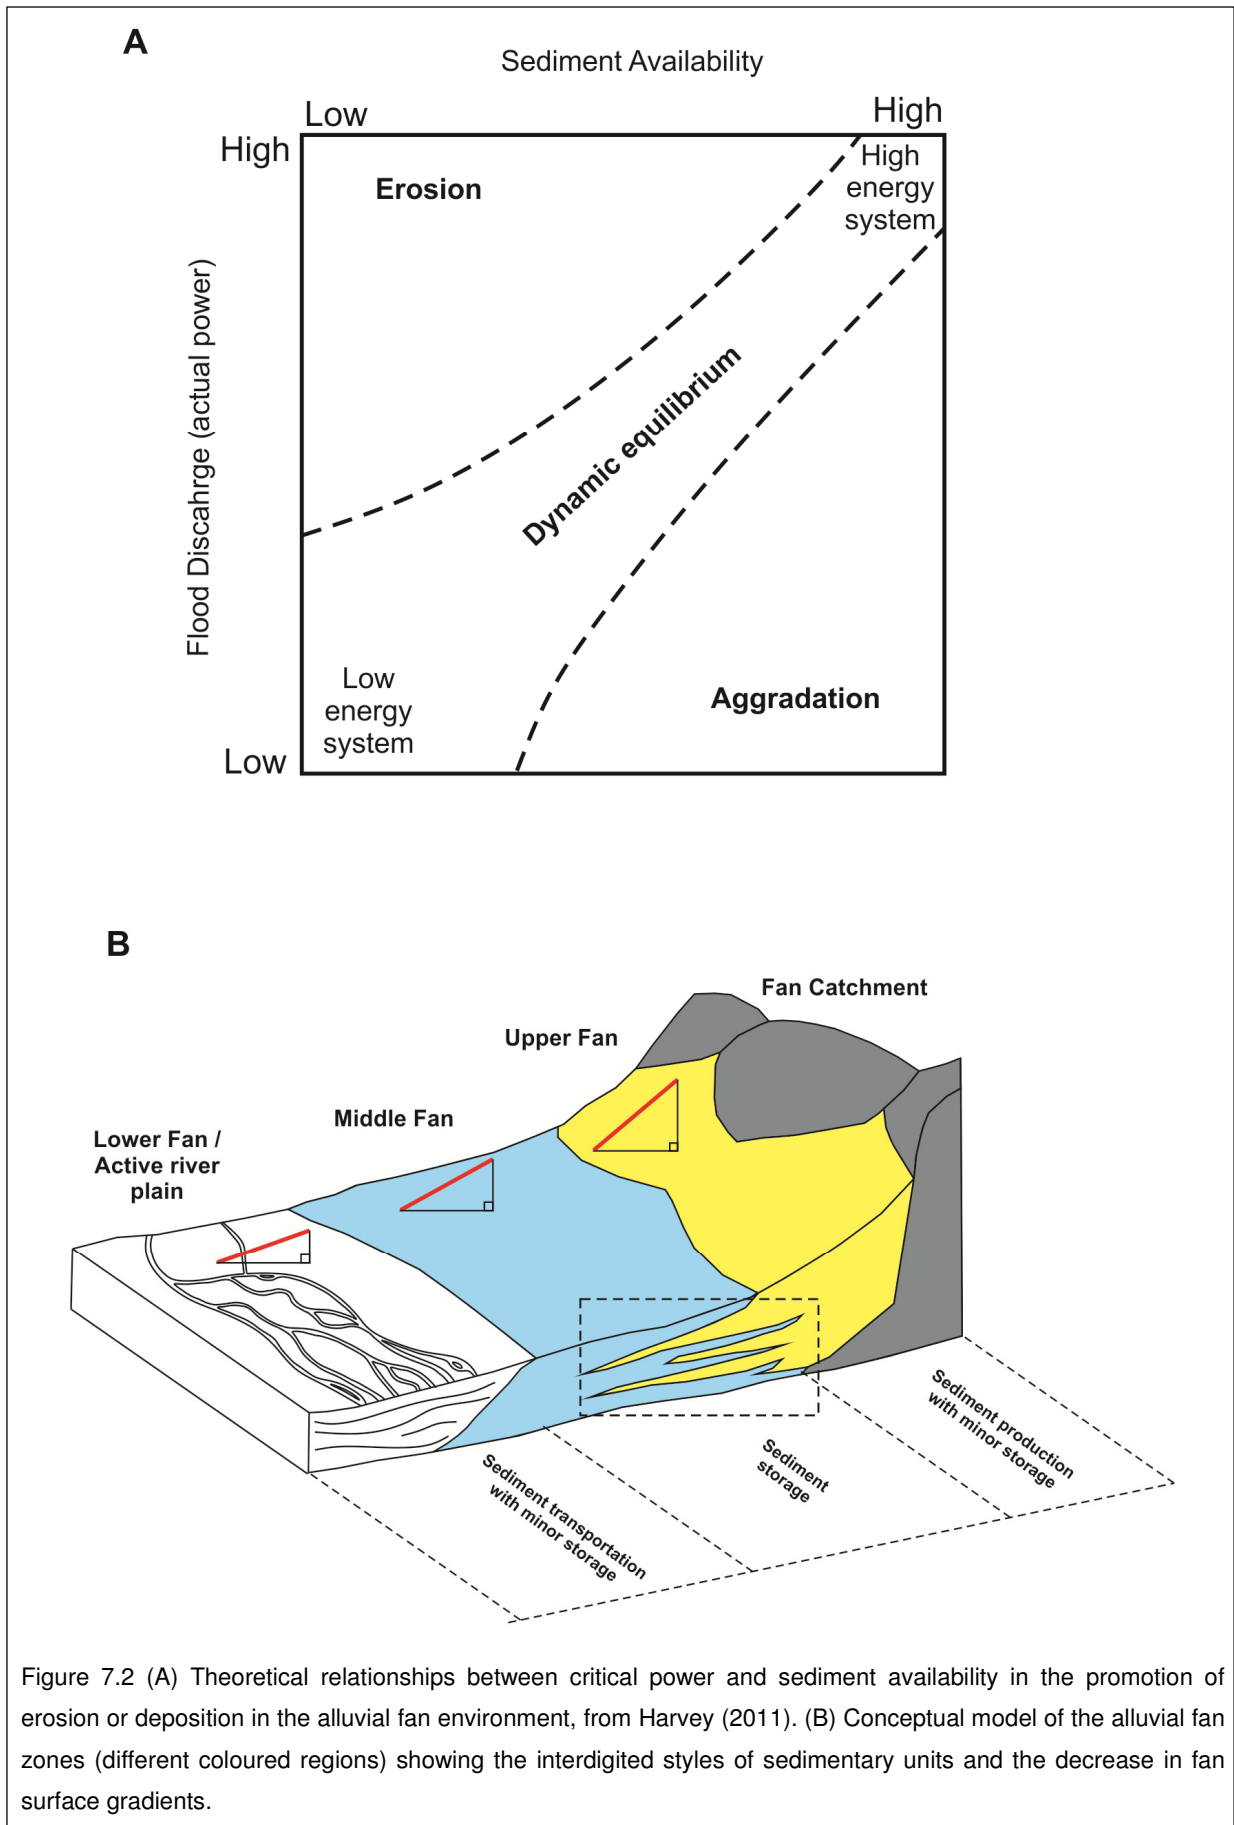 A
Sediment Availability
Low
High
High
Erosion
High
energy
system
Flood Discahrge (actual power)
Dynamic equilibrium
Low
energy
system
Aggradation
Low
B
Fan Catchment
Upper Fan
Middle Fan
Lower Fan /
Active river
plain
Sediment production
with minor storage
Sediment
storage
Sediment transportation
with minor storage
Figure 7.2 (A) Theoretical relationships between critical power and sediment availability in the promotion of
erosion or deposition in the alluvial fan environment, from Harvey (2011). (B) Conceptual model of the alluvial fan
zones (different coloured regions) showing the interdigited styles of sedimentary units and the decrease in fan
surface gradients.